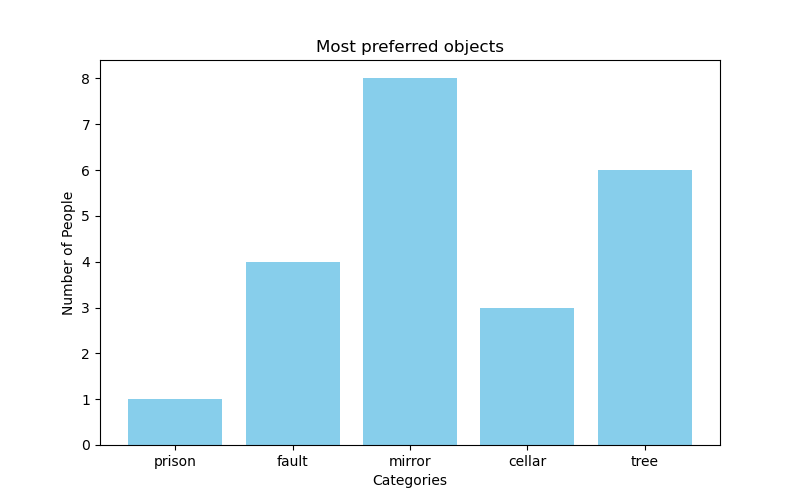 Most preferred objects
8
7
6
5
4
3
2
1
0
Number of People
prison fault mirror cellar tree
Categories